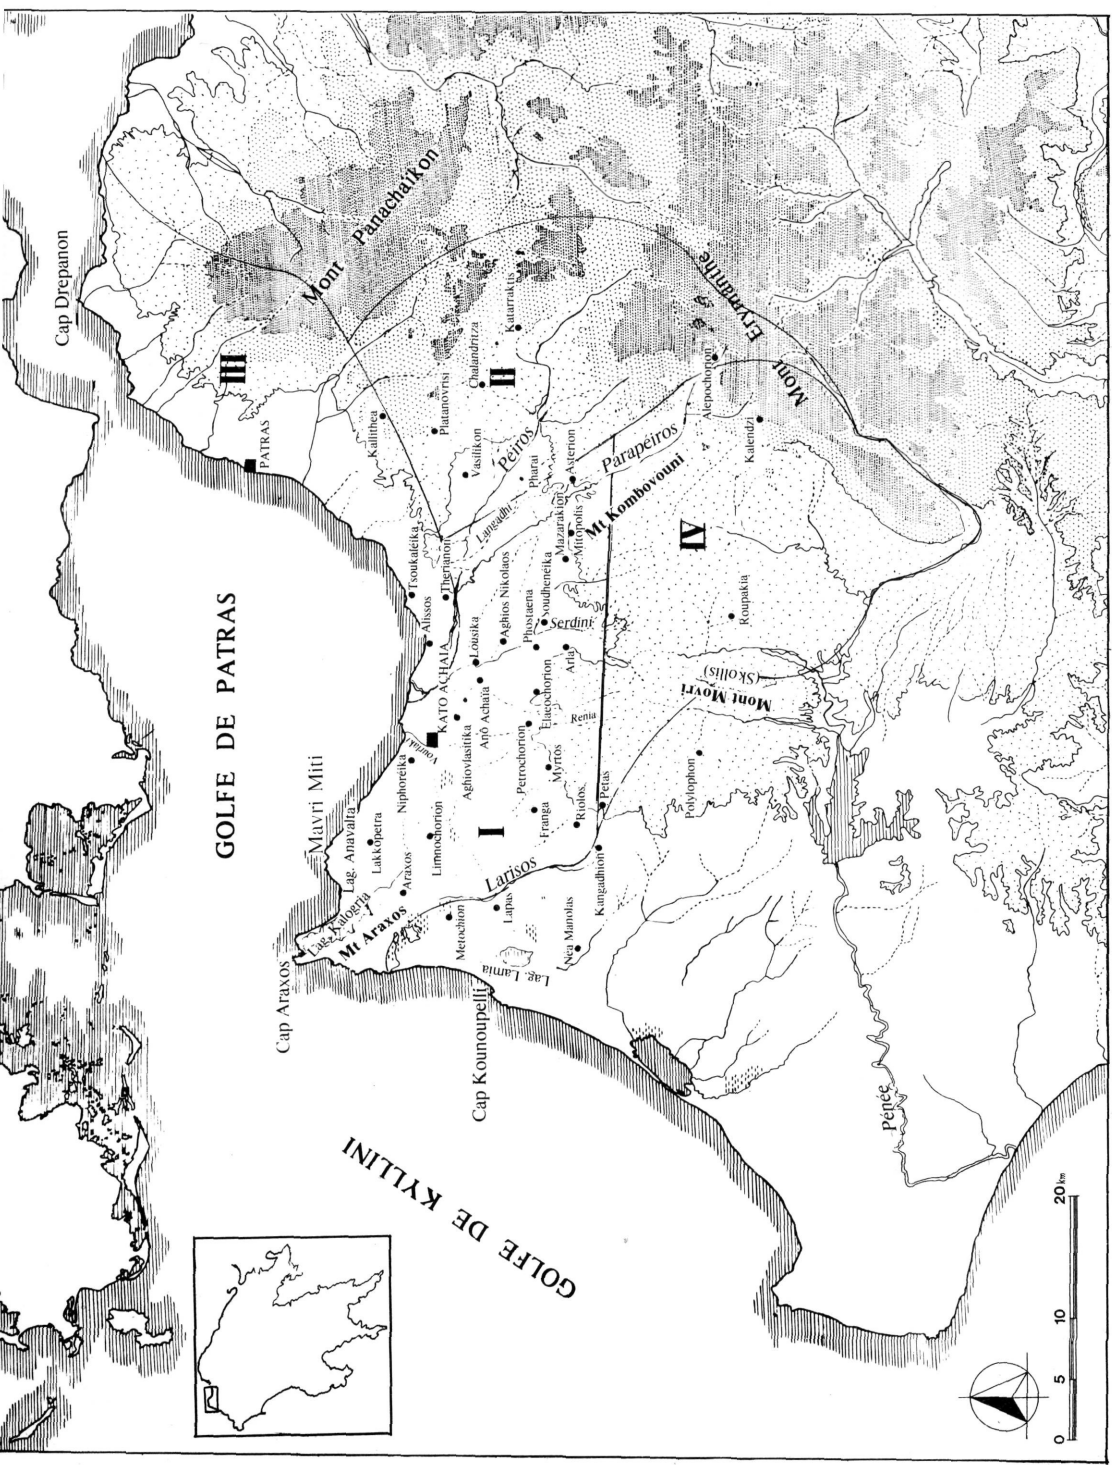 Cap Drepanon
GOLFE DE PATRAS
PATRAS
III
Mont Panachaïkon
Mavri Miti
Cap Araxos
Lag. Kalogria
Mt Araxos
Lag. Anavalta
Lakkopetra
Araxos
Niphoreika
Limnochorion
KATO ACHAIA
Alissos
Tsoukaleika
Therianon
Kallithea
Platanovrisi
Vasilikon
Chalandritza
Katarraktis
II
Peiros
Langadhi
Pharai
Asterion
Parapeiros
Mt Kombovouni
Mazarakion
Mitopolis
Lousika
Aghios Nikolaos
Phostaena
Soudheneika
Serdini
Arla
Anô Achaïa
Aghiovlasitika
Elaeochorion
Petrochorion
Renia
Myrtos
Franga
Riolos
Petas
I
Larisos
Metochion
Lapas
Kangadhion
Nea Manolas
Lag. Lamia
Cap Kounoupelli
GOLFE DE KYLLINI
Alepochorion
Kalendzi
Mont Erymanthe
IV
Roupakia
Mont Movri
(Skollis)
Polylophon
Pénée
0 5 10 20 km